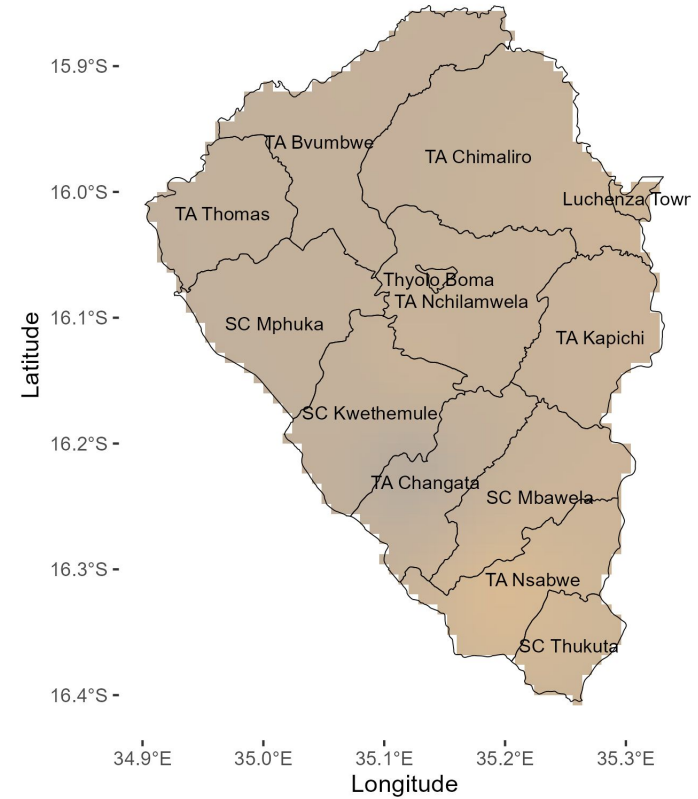 15.9°S
TA Bvumbwe
TA Chimaliro
16.0°S
Luchenza Town
TA Thomas
Thyolo Boma
TA Nchilamwela
16.1°S
SC Mphuka
TA Kapichi
SC Kwethemule
16.2°S
TA Changata
SC Mbawela
16.3°S
TA Nsabwe
SC Thukuta
16.4°S
Latitude
34.9°E 35.0°E 35.1°E 35.2°E 35.3°E
Longitude